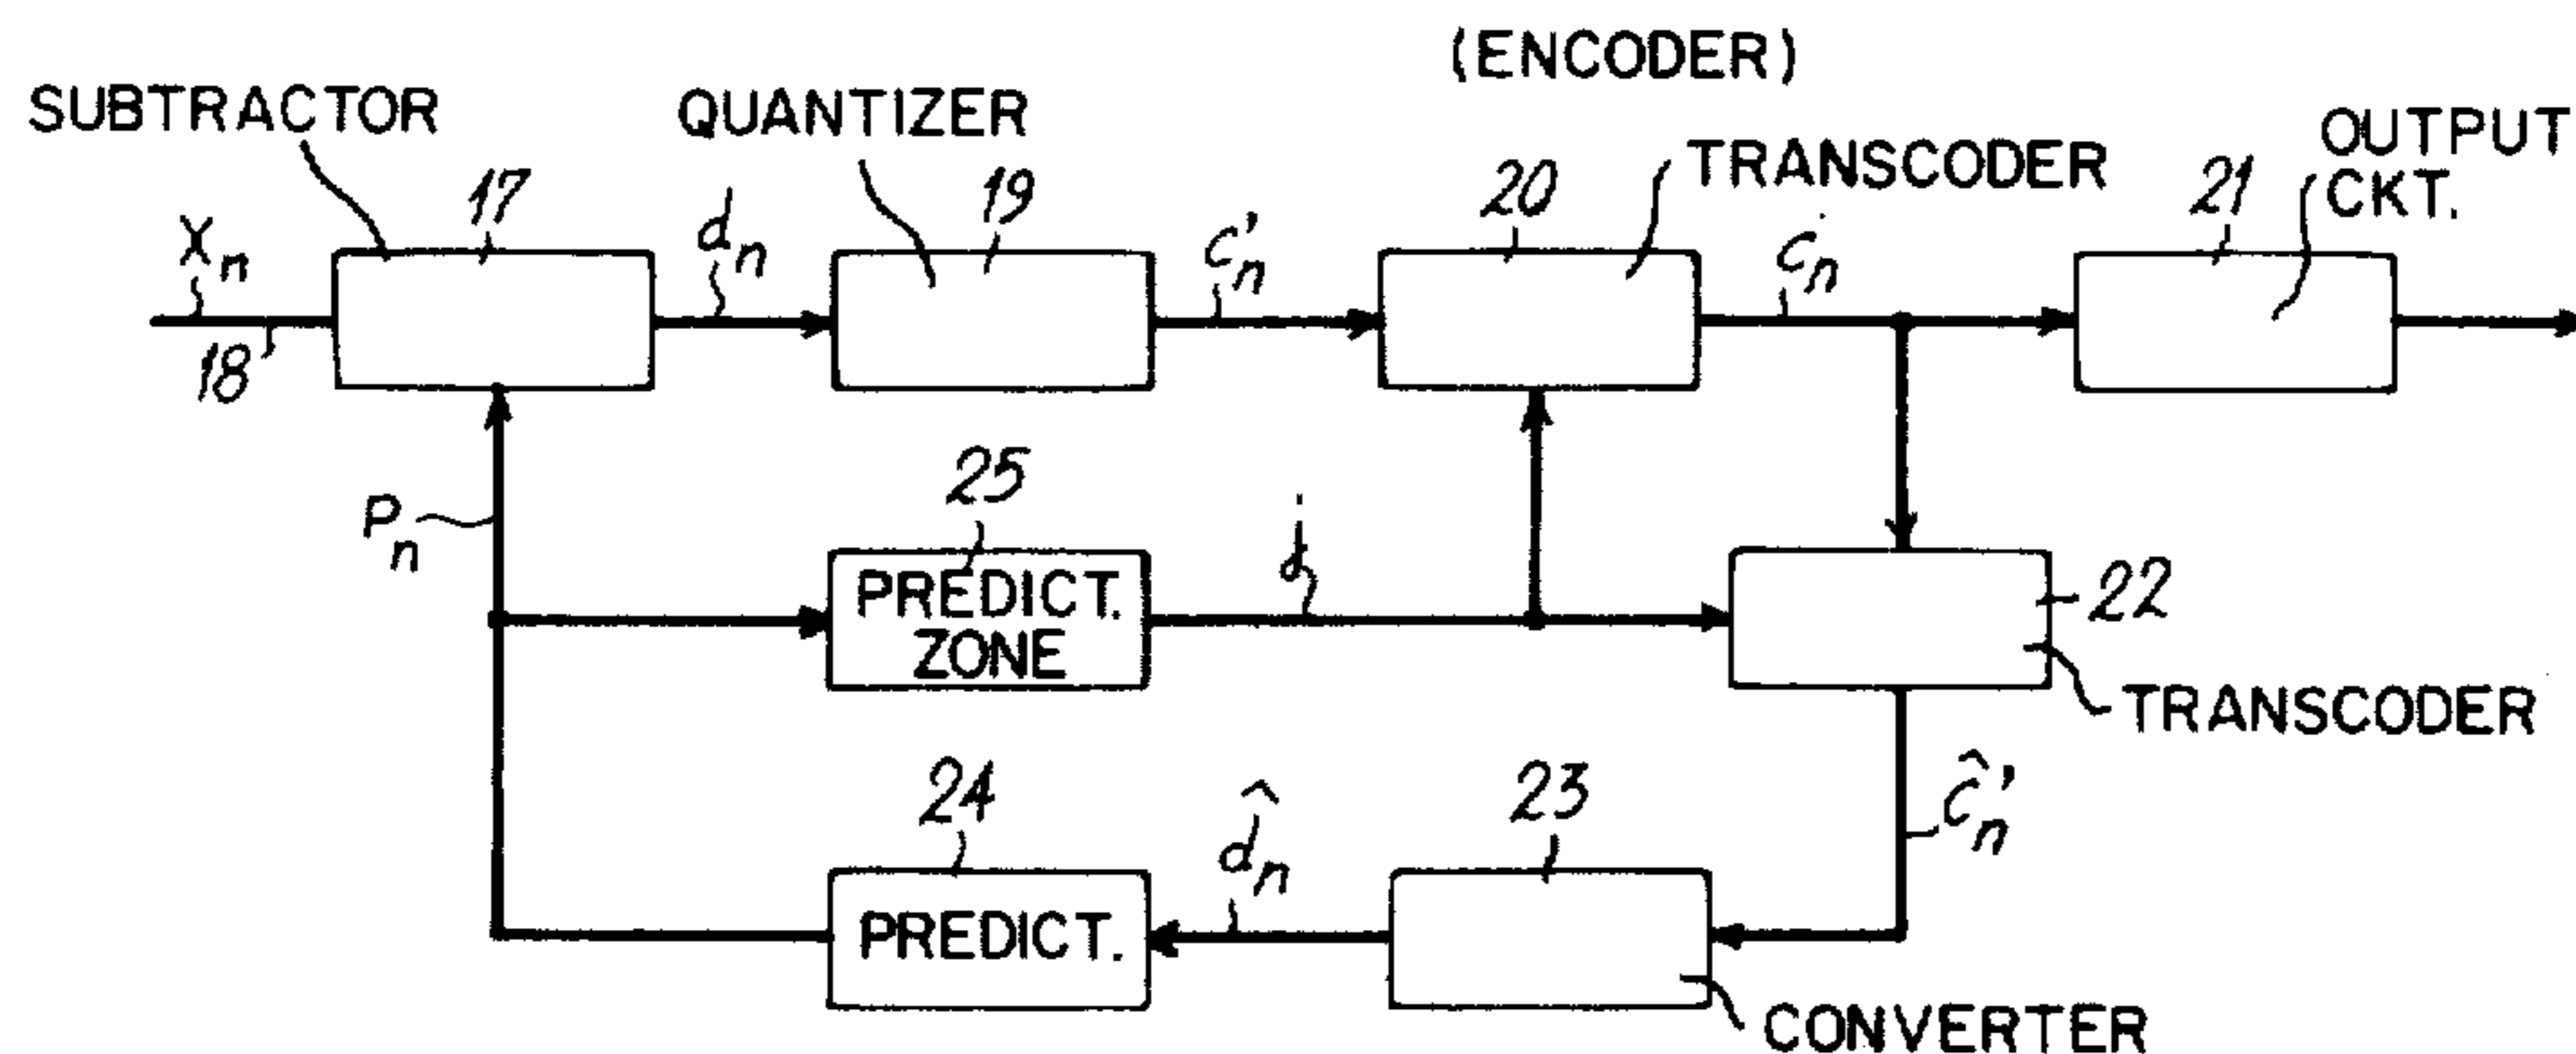 (ENCODER)
SUBTRACTOR
QUANTIZER
TRANSCODER
OUTPUT
CKT.
17
19
20
21
Xn
dn
c'n
cn
18
Pn
25
PREDICT.
ZONE
j
22
TRANSCODER
24
PREDICT.
d̂n
23
ĉ'n
CONVERTER